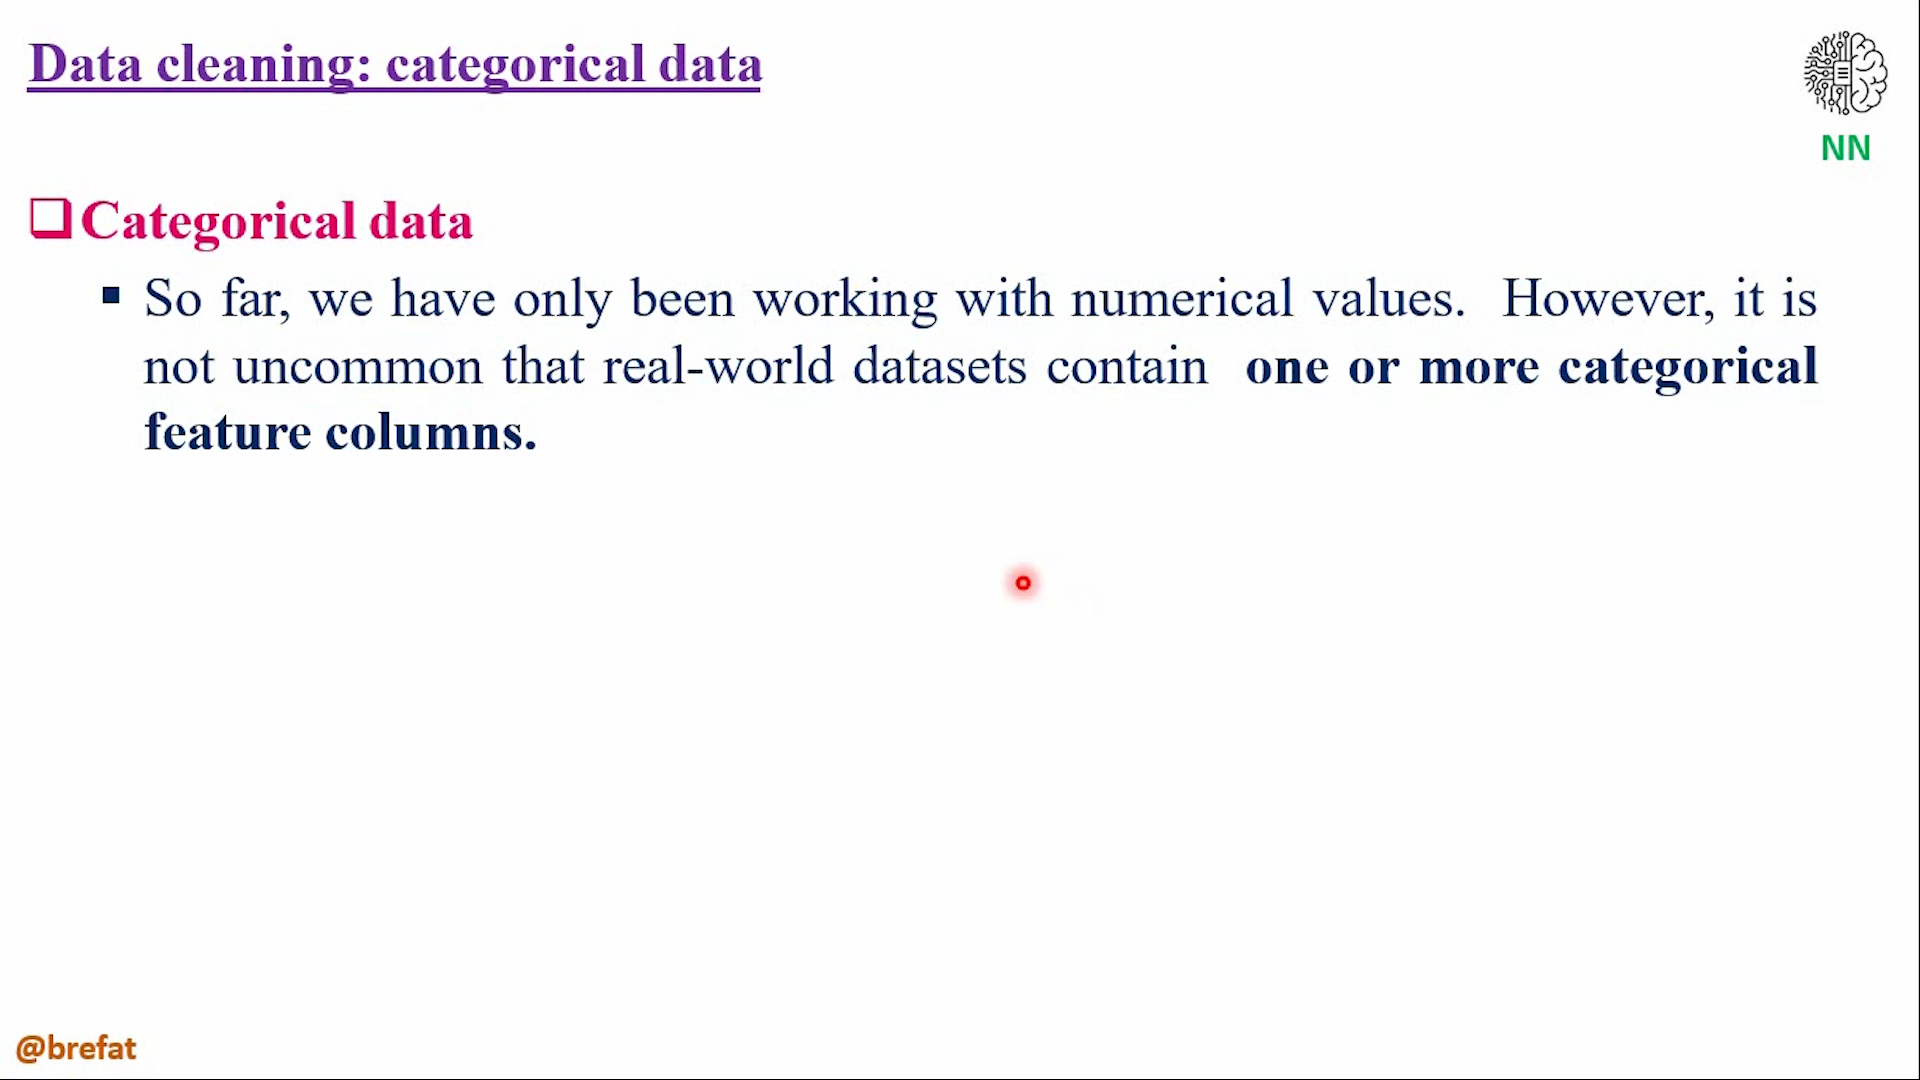 Data cleaning: categorical data
NN
Categorical data
So far, we have only been working with numerical values. However, it is
not uncommon that real-world datasets contain one or more categorical
feature columns.
@brefat